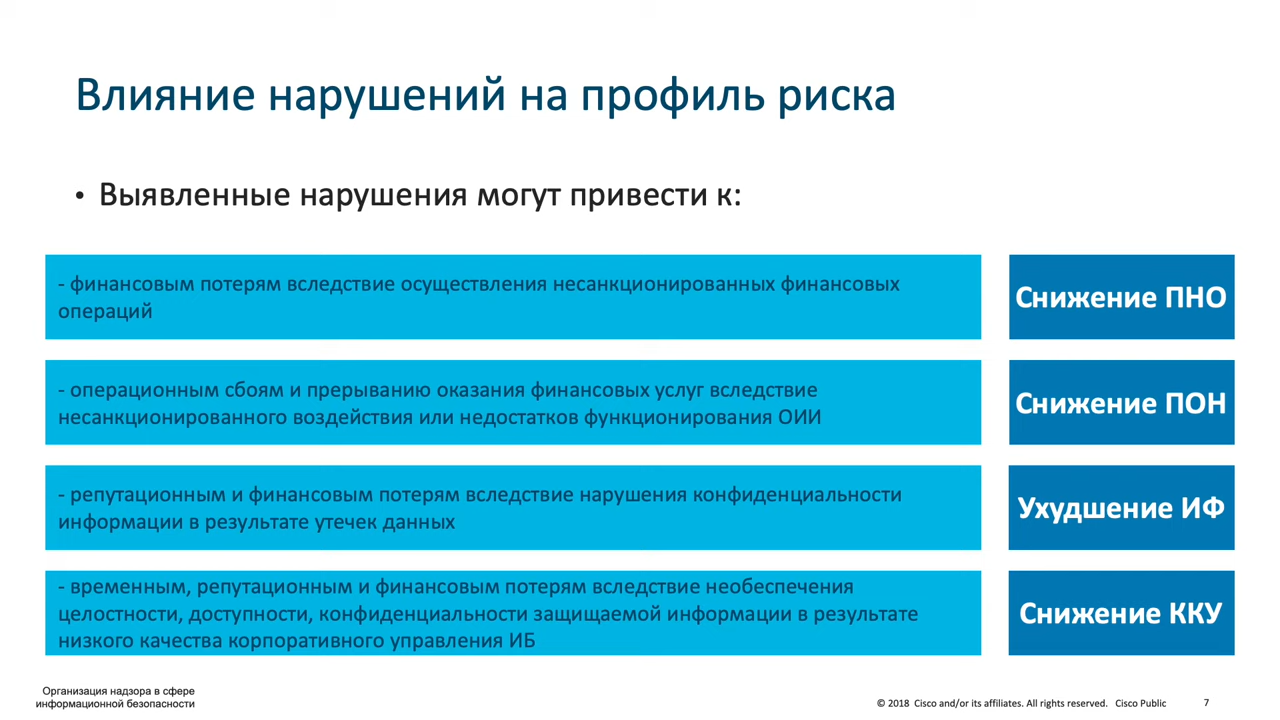 Влияние нарушений на профиль риска
• Выявленные нарушения могут привести к:
- финансовым потерям вследствие осуществления несанкционированных финансовых
операций
Снижение ПНО
- операционным сбоям и прерыванию оказания финансовых услуг вследствие
несанкционированного воздействия или недостатков функционирования ОИИ
Снижение ПОН
- репутационным и финансовым потерям вследствие нарушения конфиденциальности
информации в результате утечек данных
Ухудшение ИФ
- временным, репутационным и финансовым потерям вследствие необеспечения
целостности, доступности, конфиденциальности защищаемой информации в результате
низкого качества корпоративного управления ИБ
Снижение ККУ
Организация надзора в сфере
информационной безопасности
© 2018 Cisco and/or its affiliates. All rights reserved. Cisco Public
7